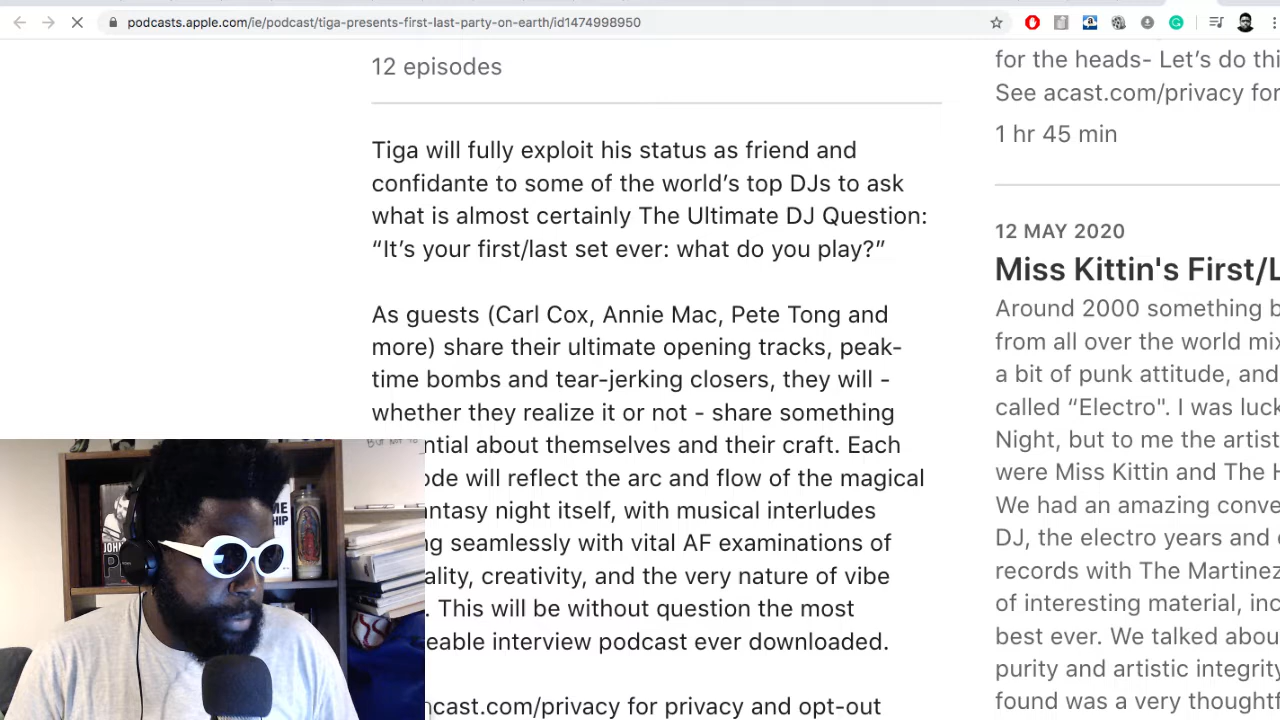 podcasts.apple.com/ie/podcast/tiga-presents-first-last-party-on-earth/id1474998950
12 episodes
Tiga will fully exploit his status as friend and
confidante to some of the world’s top DJs to ask
what is almost certainly The Ultimate DJ Question:
“It’s your first/last set ever: what do you play?”
As guests (Carl Cox, Annie Mac, Pete Tong and
more) share their ultimate opening tracks, peak-
time bombs and tear-jerking closers, they will -
whether they realize it or not - share something
ntial about themselves and their craft. Each
ode will reflect the arc and flow of the magical
ntasy night itself, with musical interludes
g seamlessly with vital AF examinations of
ality, creativity, and the very nature of vibe
. This will be without question the most
eable interview podcast ever downloaded.
cast.com/privacy for privacy and opt-out
for the heads- Let’s do thi
See acast.com/privacy for
1 hr 45 min
12 MAY 2020
Miss Kittin's First/L
Around 2000 something b
from all over the world mix
a bit of punk attitude, and
called “Electro". I was luck
Night, but to me the artist
were Miss Kittin and The H
We had an amazing conve
DJ, the electro years and
records with The Martinez
of interesting material, inc
best ever. We talked abou
purity and artistic integrity
found was a very thoughtf